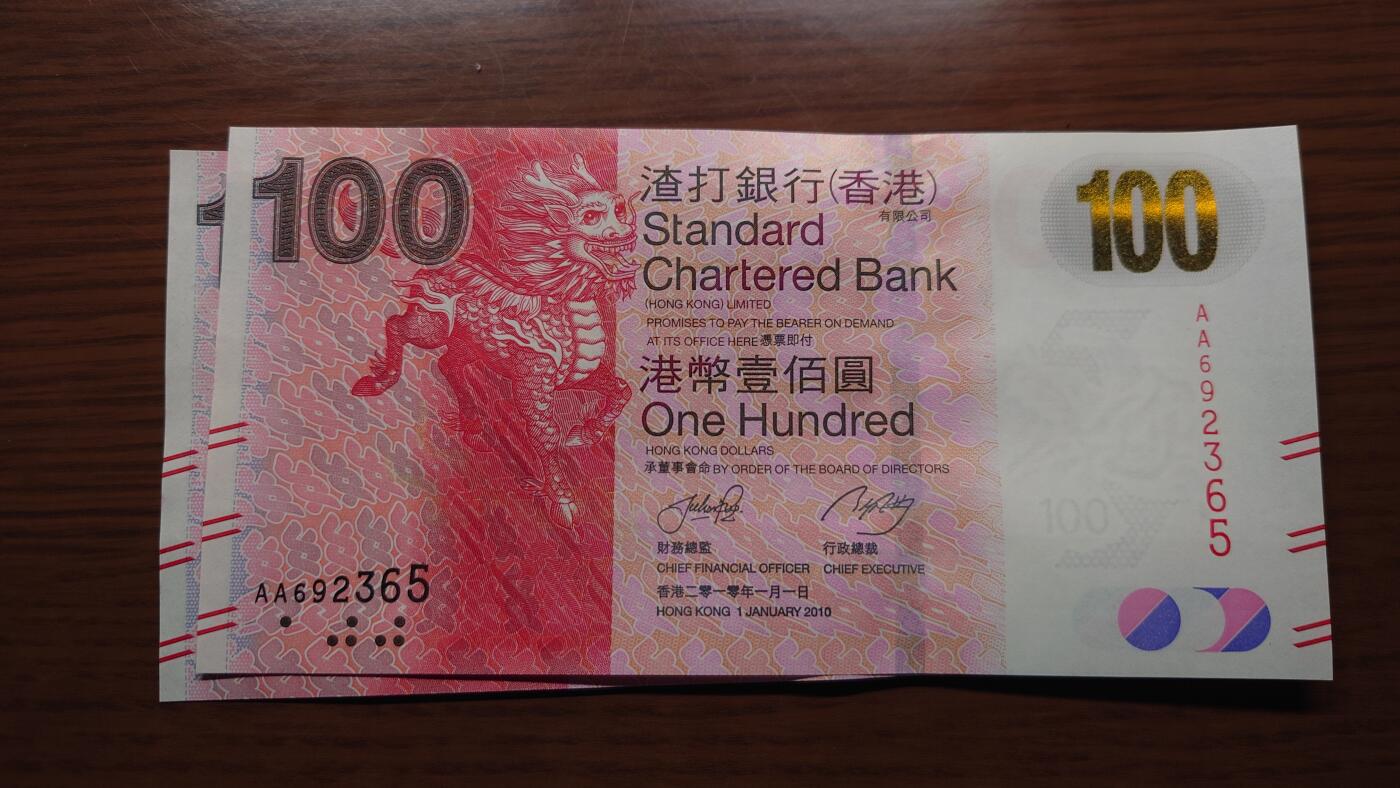 100
渣打銀行(香港)
有限公司
Standard
Chartered Bank
(HONG KONG) LIMITED
PROMISES TO PAY THE BEARER ON DEMAND
AT ITS OFFICE HERE 憑票即付
港幣壹佰圓
One Hundred
HONG KONG DOLLARS
承董事會命 BY ORDER OF THE BOARD OF DIRECTORS
財務總監 行政總裁
CHIEF FINANCIAL OFFICER CHIEF EXECUTIVE
香港二零一零年一月一日
HONG KONG 1 JANUARY 2010
AA692365
100
AA692365
100